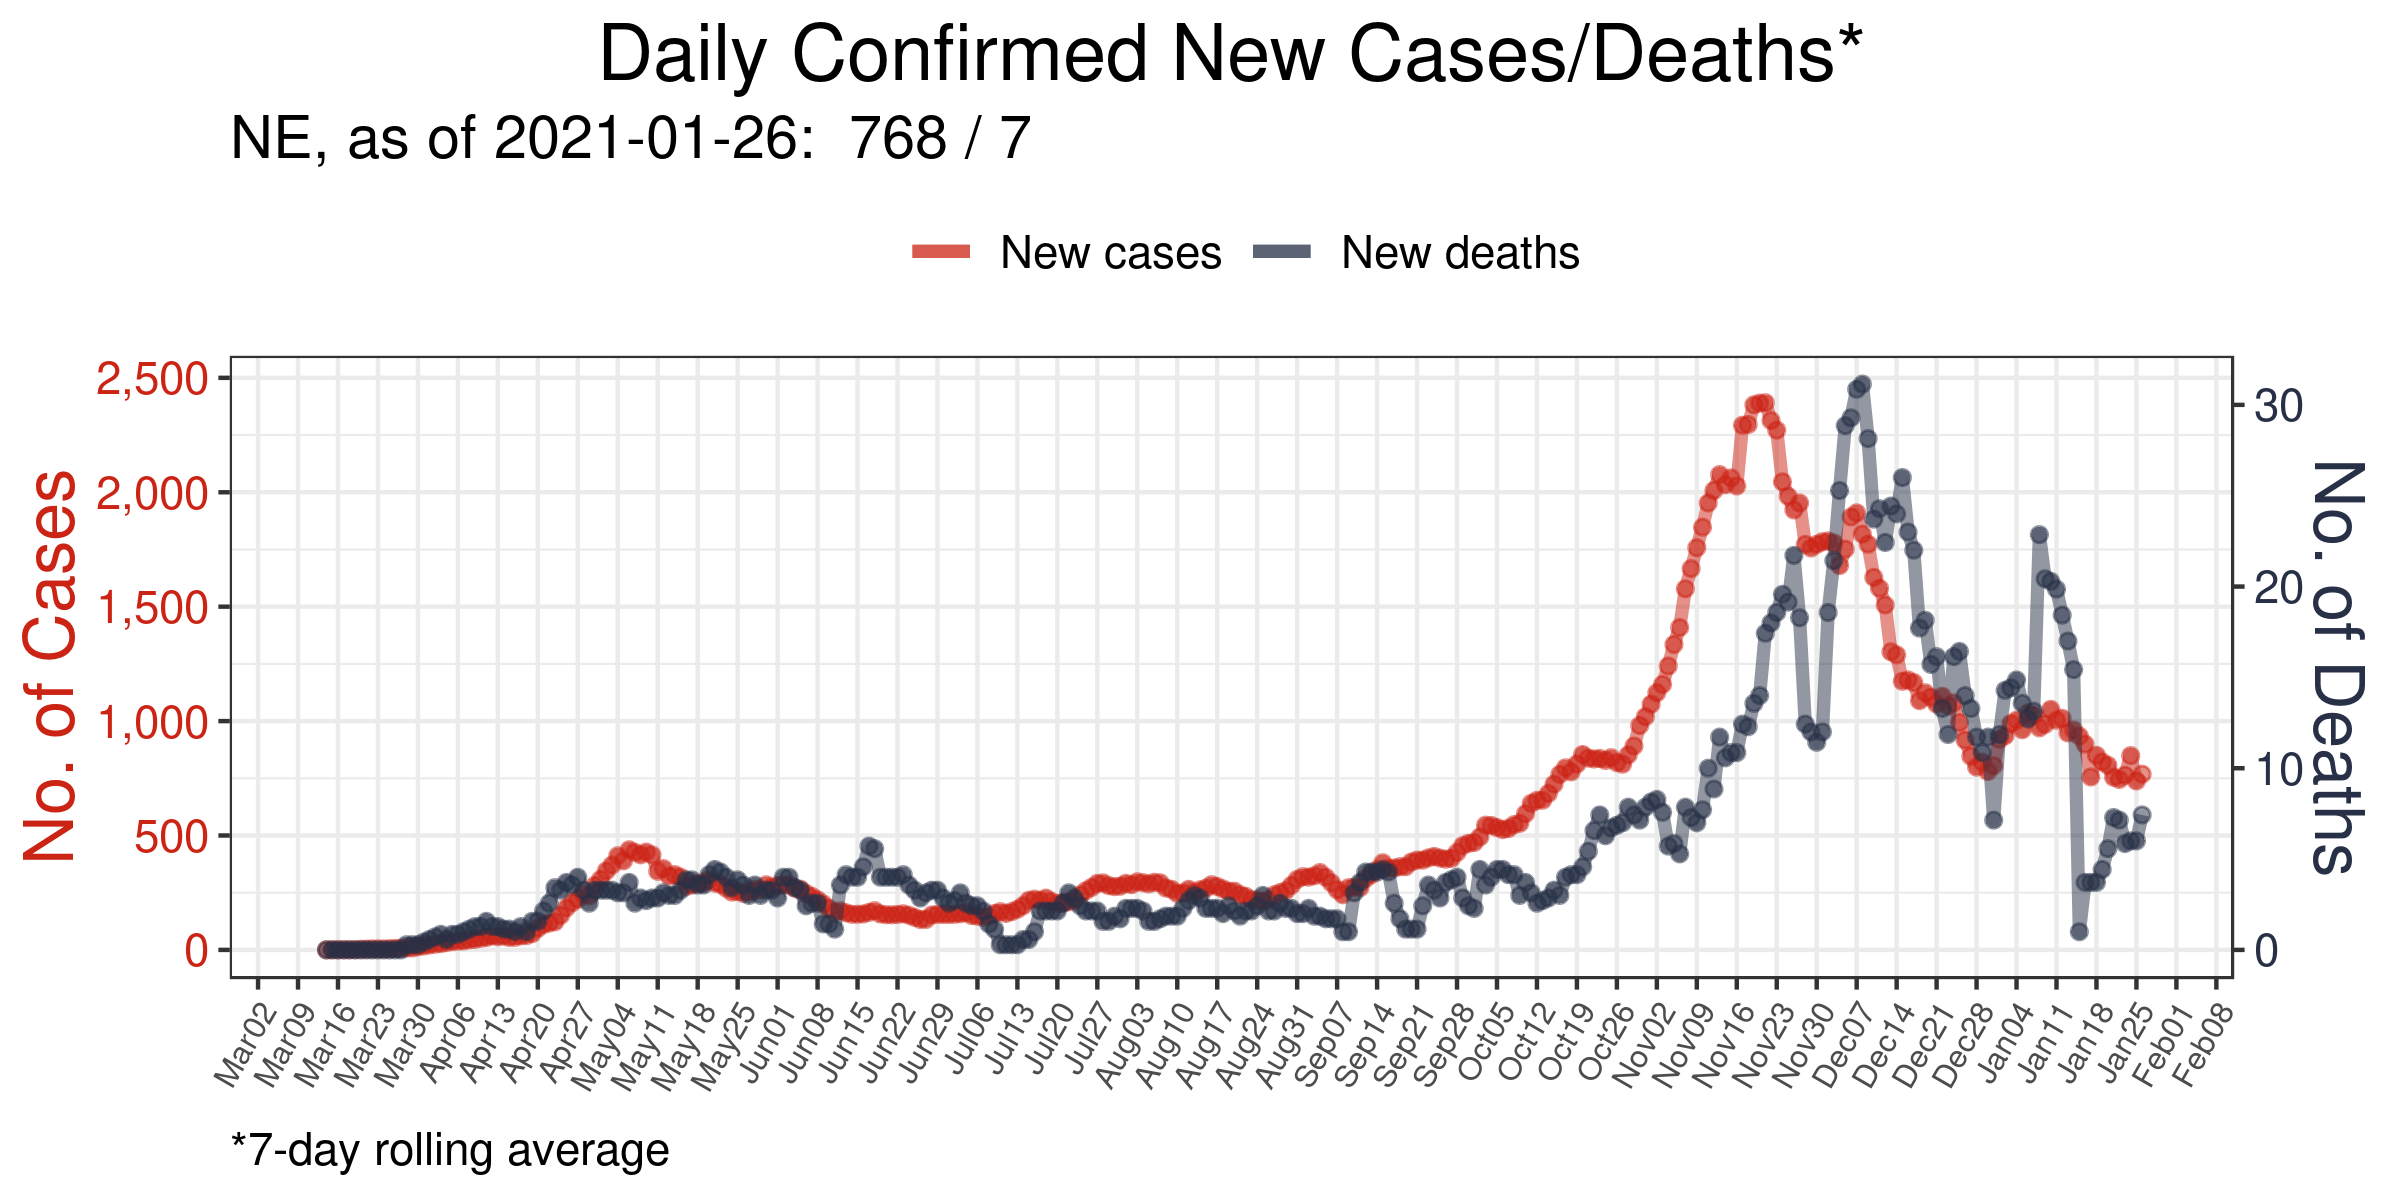 Daily Confirmed New Cases/Deaths*
NE, as of 2021-01-26:  768 / 7
New cases
New deaths
No. of Cases
2,500
2,000
1,500
1,000
500
0
30
20
10
0
No. of Deaths
Mar02
Mar09
Mar16
Mar23
Mar30
Apr06
Apr13
Apr20
Apr27
May04
May11
May18
May25
Jun01
Jun08
Jun15
Jun22
Jun29
Jul06
Jul13
Jul20
Jul27
Aug03
Aug10
Aug17
Aug24
Aug31
Sep07
Sep14
Sep21
Sep28
Oct05
Oct12
Oct19
Oct26
Nov02
Nov09
Nov16
Nov23
Nov30
Dec07
Dec14
Dec21
Dec28
Jan04
Jan11
Jan18
Jan25
Feb01
Feb08
*7-day rolling average